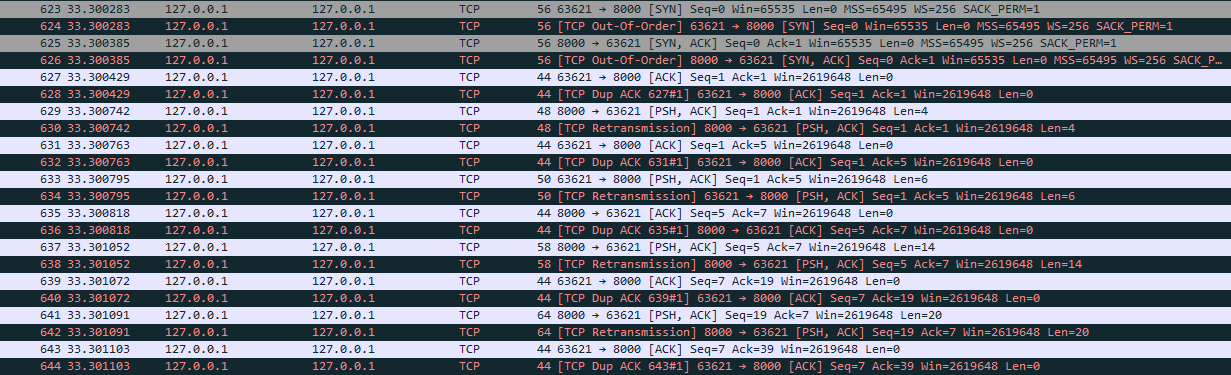 623 33.300283 127.0.0.1 127.0.0.1 TCP 56 63621 → 8000 [SYN] Seq=0 Win=65535 Len=0 MSS=65495 WS=256 SACK_PERM=1
624 33.300283 127.0.0.1 127.0.0.1 TCP 56 [TCP Out-Of-Order] 63621 → 8000 [SYN] Seq=0 Win=65535 Len=0 MSS=65495 WS=256 SACK_PERM=1
625 33.300385 127.0.0.1 127.0.0.1 TCP 56 8000 → 63621 [SYN, ACK] Seq=0 Ack=1 Win=65535 Len=0 MSS=65495 WS=256 SACK_PERM=1
626 33.300385 127.0.0.1 127.0.0.1 TCP 56 [TCP Out-Of-Order] 8000 → 63621 [SYN, ACK] Seq=0 Ack=1 Win=65535 Len=0 MSS=65495 WS=256 SACK_P…
627 33.300429 127.0.0.1 127.0.0.1 TCP 44 63621 → 8000 [ACK] Seq=1 Ack=1 Win=2619648 Len=0
628 33.300429 127.0.0.1 127.0.0.1 TCP 44 [TCP Dup ACK 627#1] 63621 → 8000 [ACK] Seq=1 Ack=1 Win=2619648 Len=0
629 33.300742 127.0.0.1 127.0.0.1 TCP 48 8000 → 63621 [PSH, ACK] Seq=1 Ack=1 Win=2619648 Len=4
630 33.300742 127.0.0.1 127.0.0.1 TCP 48 [TCP Retransmission] 8000 → 63621 [PSH, ACK] Seq=1 Ack=1 Win=2619648 Len=4
631 33.300763 127.0.0.1 127.0.0.1 TCP 44 63621 → 8000 [ACK] Seq=1 Ack=5 Win=2619648 Len=0
632 33.300763 127.0.0.1 127.0.0.1 TCP 44 [TCP Dup ACK 631#1] 63621 → 8000 [ACK] Seq=1 Ack=5 Win=2619648 Len=0
633 33.300795 127.0.0.1 127.0.0.1 TCP 50 63621 → 8000 [PSH, ACK] Seq=1 Ack=5 Win=2619648 Len=6
634 33.300795 127.0.0.1 127.0.0.1 TCP 50 [TCP Retransmission] 63621 → 8000 [PSH, ACK] Seq=1 Ack=5 Win=2619648 Len=6
635 33.300818 127.0.0.1 127.0.0.1 TCP 44 8000 → 63621 [ACK] Seq=5 Ack=7 Win=2619648 Len=0
636 33.300818 127.0.0.1 127.0.0.1 TCP 44 [TCP Dup ACK 635#1] 8000 → 63621 [ACK] Seq=5 Ack=7 Win=2619648 Len=0
637 33.301052 127.0.0.1 127.0.0.1 TCP 58 8000 → 63621 [PSH, ACK] Seq=5 Ack=7 Win=2619648 Len=14
638 33.301052 127.0.0.1 127.0.0.1 TCP 58 [TCP Retransmission] 8000 → 63621 [PSH, ACK] Seq=5 Ack=7 Win=2619648 Len=14
639 33.301072 127.0.0.1 127.0.0.1 TCP 44 63621 → 8000 [ACK] Seq=7 Ack=19 Win=2619648 Len=0
640 33.301072 127.0.0.1 127.0.0.1 TCP 44 [TCP Dup ACK 639#1] 63621 → 8000 [ACK] Seq=7 Ack=19 Win=2619648 Len=0
641 33.301091 127.0.0.1 127.0.0.1 TCP 64 8000 → 63621 [PSH, ACK] Seq=19 Ack=7 Win=2619648 Len=20
642 33.301091 127.0.0.1 127.0.0.1 TCP 64 [TCP Retransmission] 8000 → 63621 [PSH, ACK] Seq=19 Ack=7 Win=2619648 Len=20
643 33.301103 127.0.0.1 127.0.0.1 TCP 44 63621 → 8000 [ACK] Seq=7 Ack=39 Win=2619648 Len=0
644 33.301103 127.0.0.1 127.0.0.1 TCP 44 [TCP Dup ACK 643#1] 63621 → 8000 [ACK] Seq=7 Ack=39 Win=2619648 Len=0